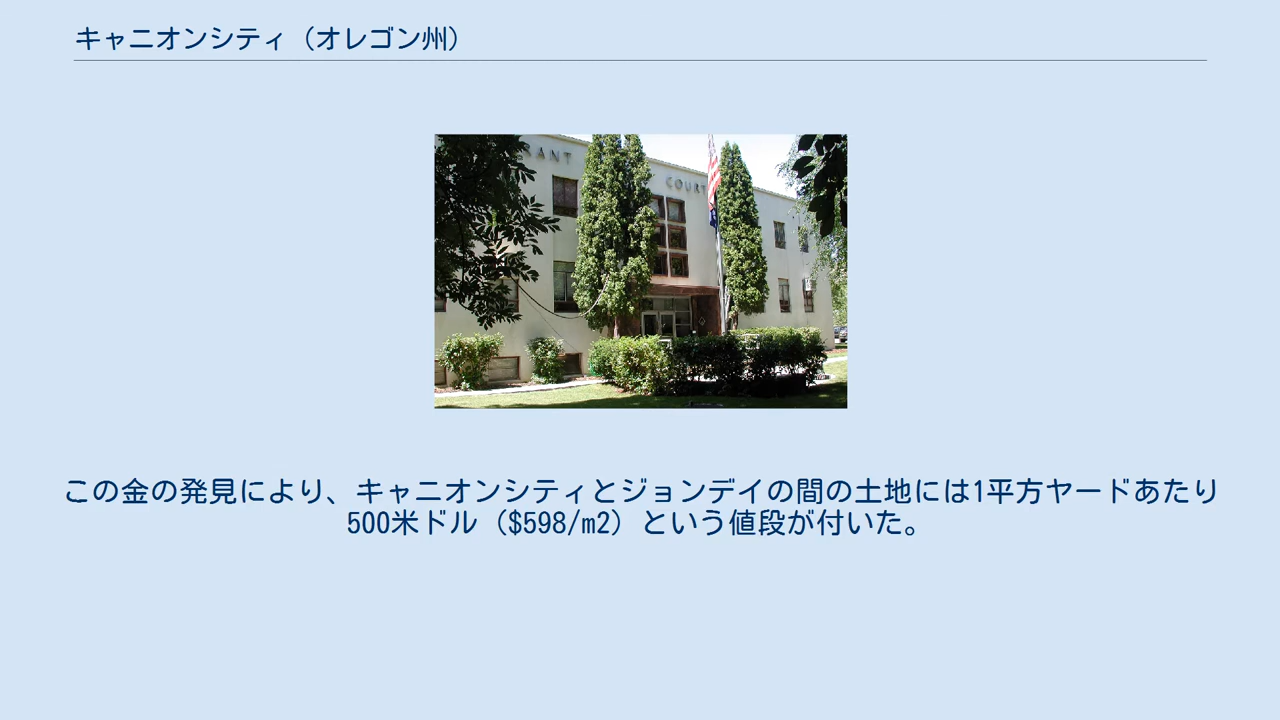 キャニオンシティ（オレゴン州）
COURT
この金の発見により、キャニオンシティとジョンデイの間の土地には1平方ヤードあたり
500米ドル（$598/m2）という値段が付いた。